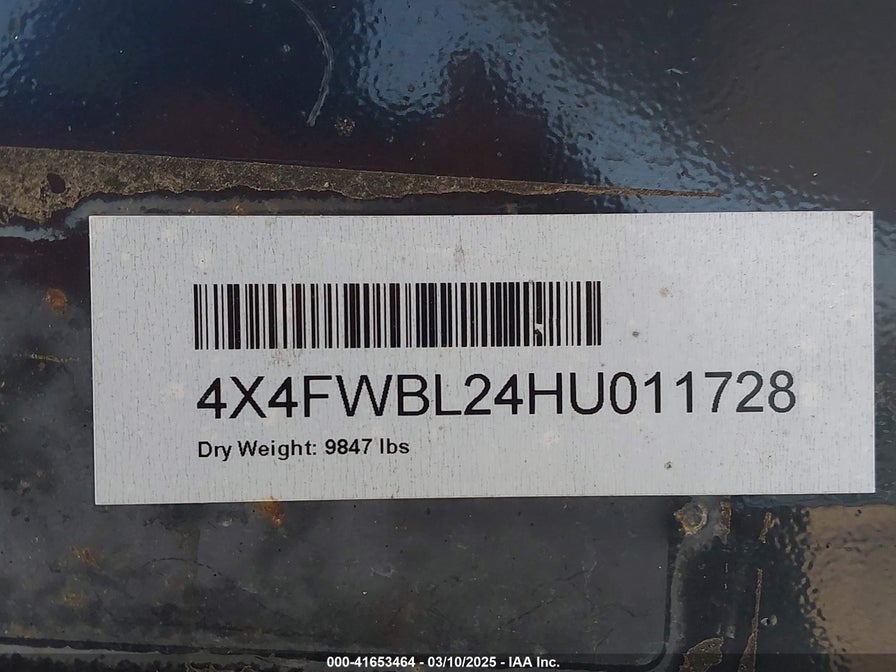 4X4FWBL24HU011728
Dry Weight: 9847 lbs
000-41653464 - 03/10/2025 - IAA Inc.